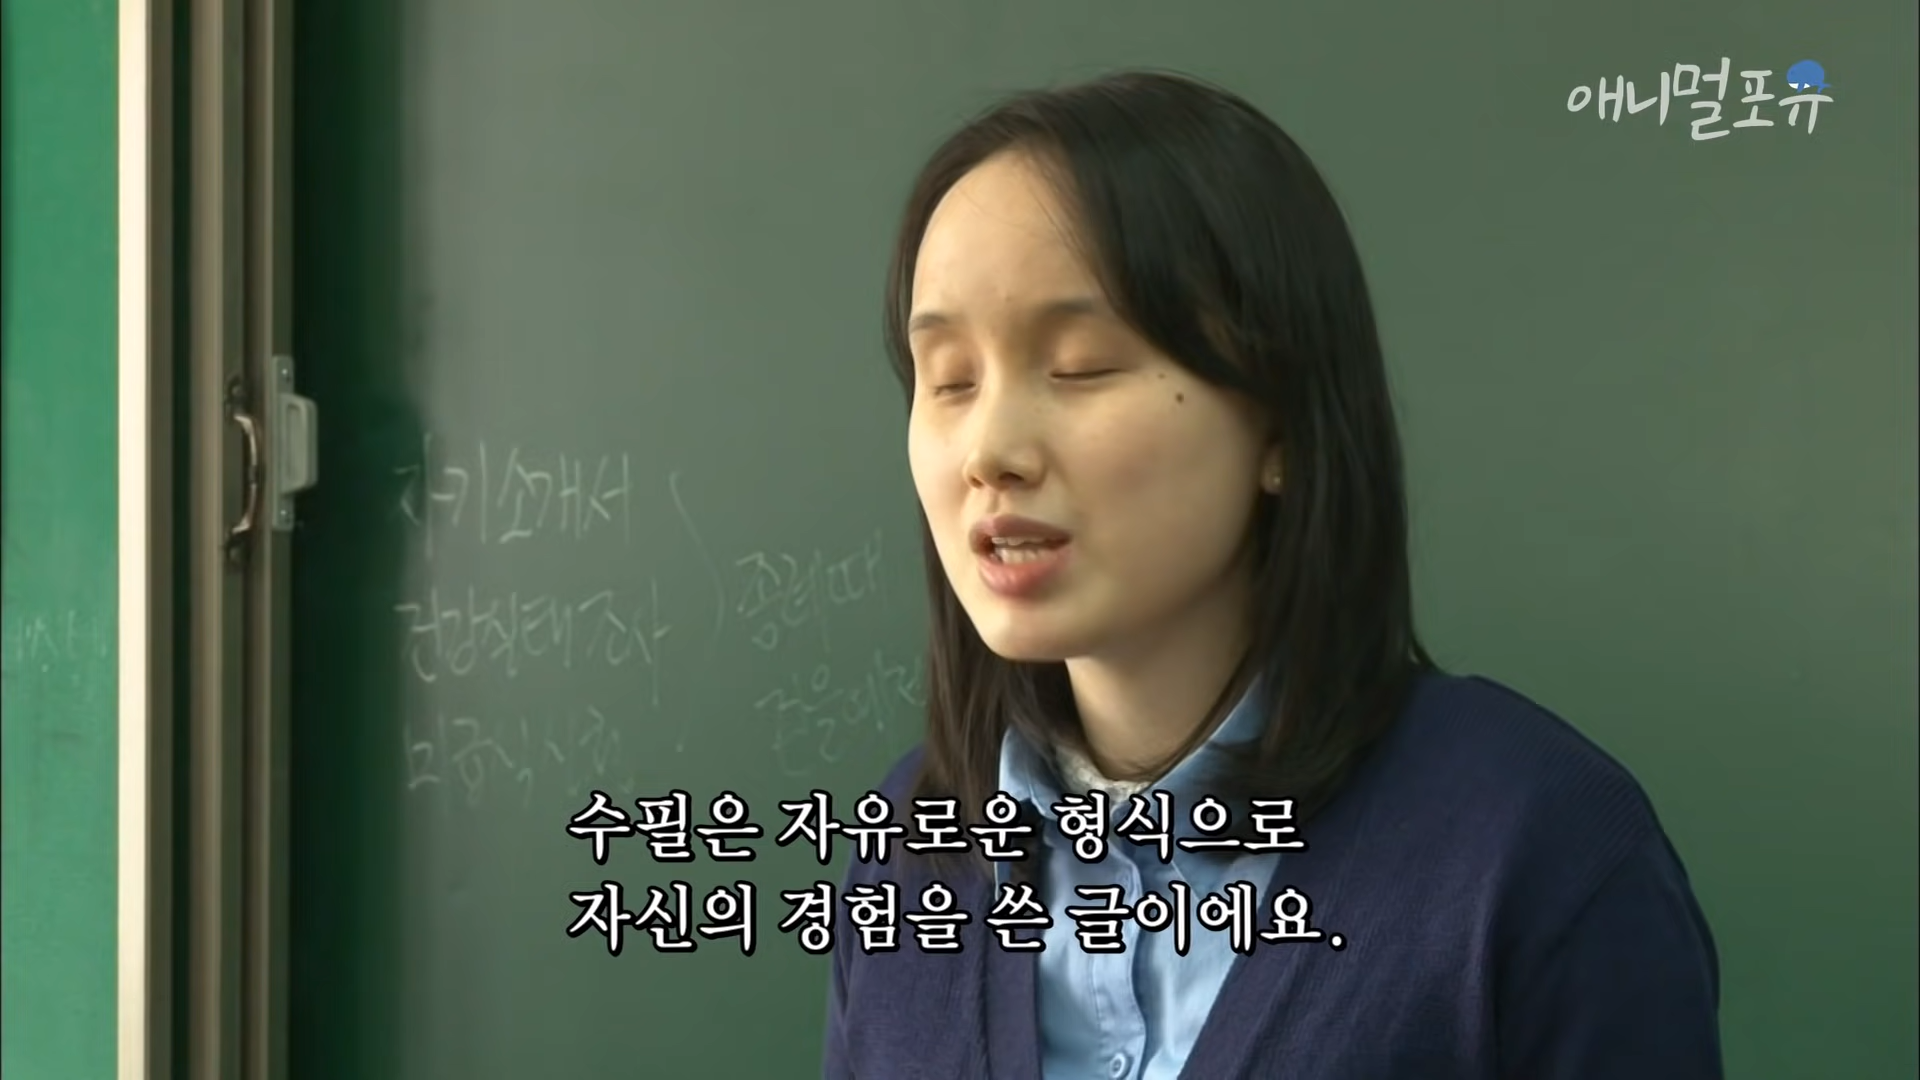 애니멀포유
자기소개서
건강상태조사
종례때
수필은 자유로운 형식으로
자신의 경험을 쓴 글이에요.